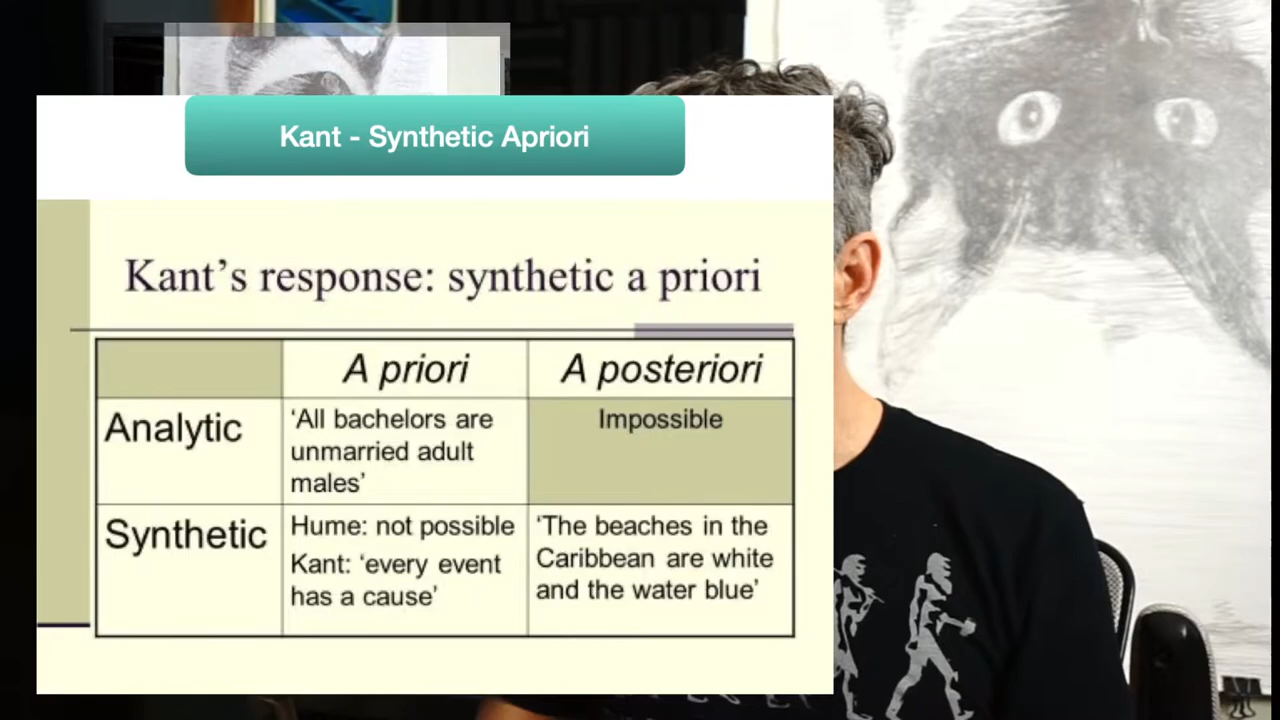 Kant - Synthetic Apriori
Kant's response: synthetic a priori
A priori
A posteriori
Analytic
'All bachelors are
unmarried adult
males'
Impossible
Synthetic
Hume: not possible
Kant: 'every event
has a cause'
'The beaches in the
Caribbean are white
and the water blue'